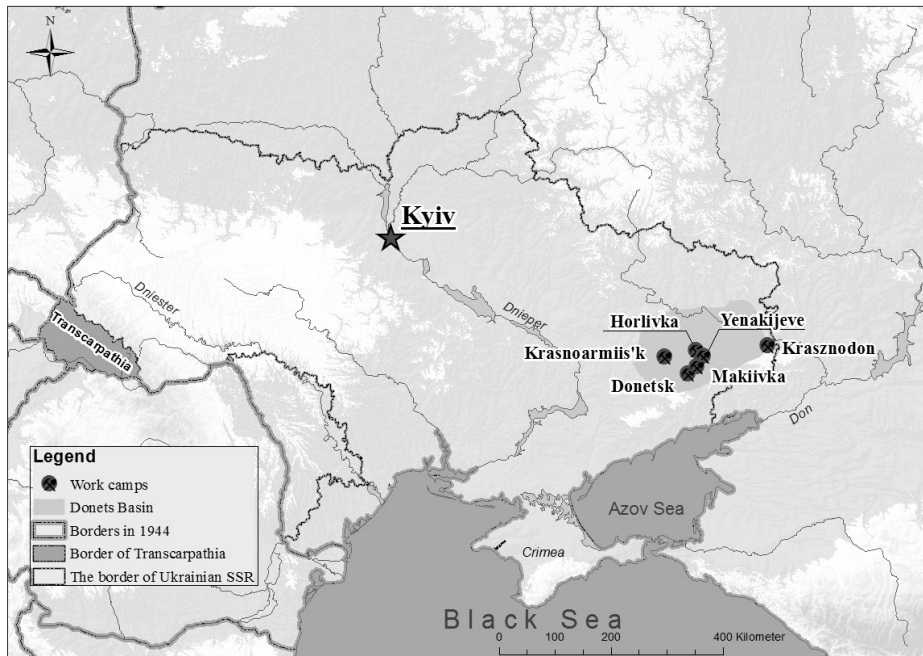 N
Kyiv
Dniester
Dnieper
Transcarpathia
Horlivka
Yenakijeve
Krasnoarmiis'k
Krasznodon
Donetsk
Makiivka
Don
Legend
Work camps
Donets Basin
Borders in 1944
Border of Transcarpathia
The border of Ukrainian SSR
Azov Sea
Crimea
Black Sea
0 100 200 400 Kilometer